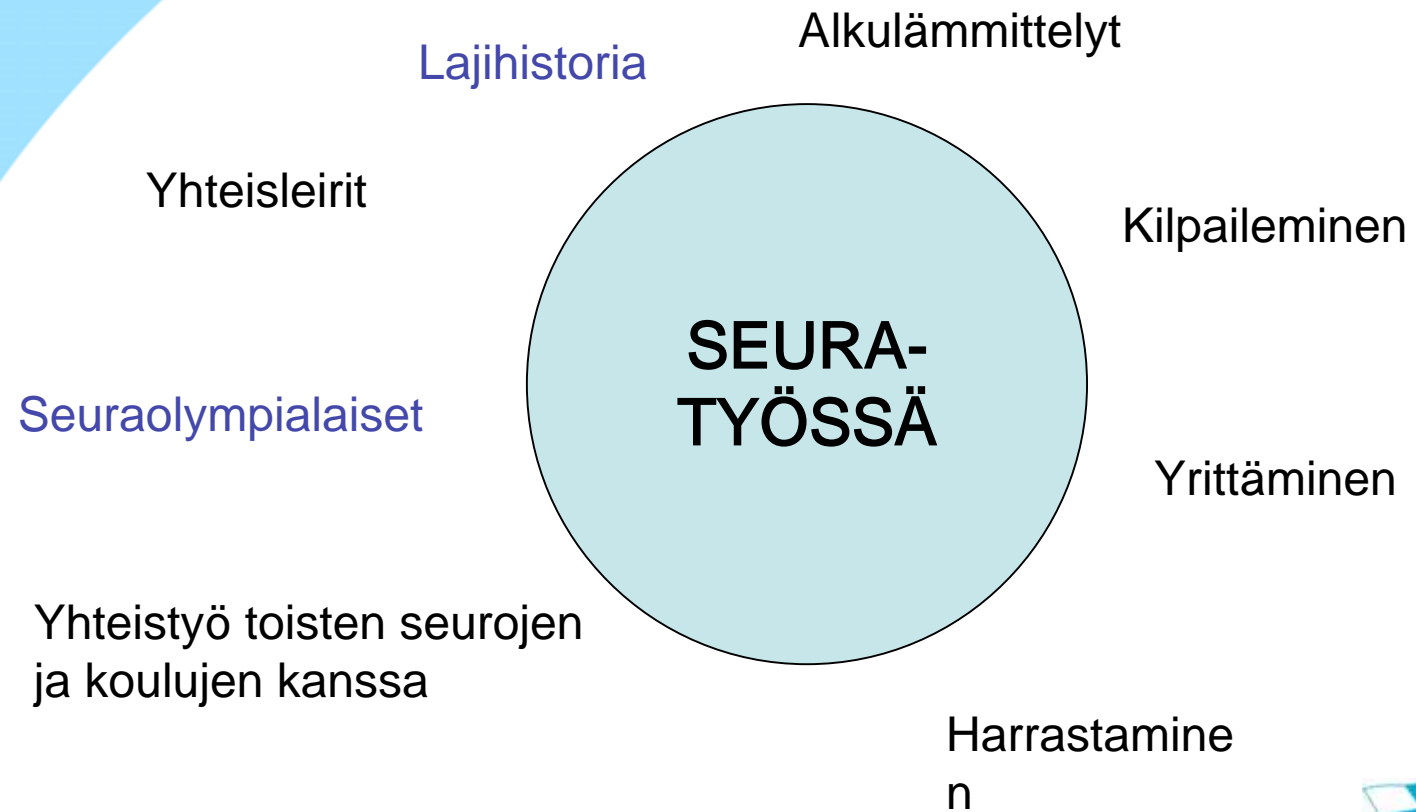 Alkulämmittelyt
Lajihistoria
Yhteisleirit
Kilpaileminen
SEURA-
TYÖSSÄ
Seuraolympialaiset
Yrittäminen
Yhteistyö toisten seurojen
ja koulujen kanssa
Harrastamine
n